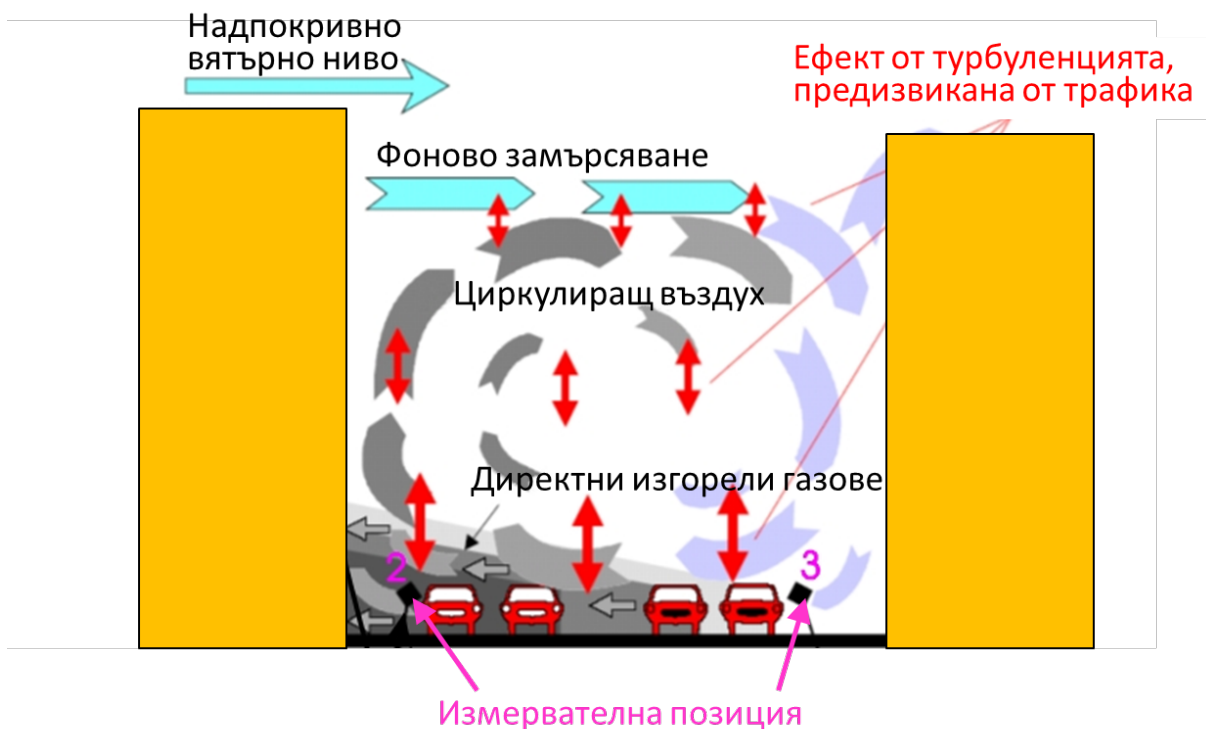 Надпокривно
вятърно ниво
Ефект от турбуленцията,
предизвикана от трафика
Фоново замърсяване
Циркулиращ въздух
Директни изгорели газове
2
3
Измервателна позиция